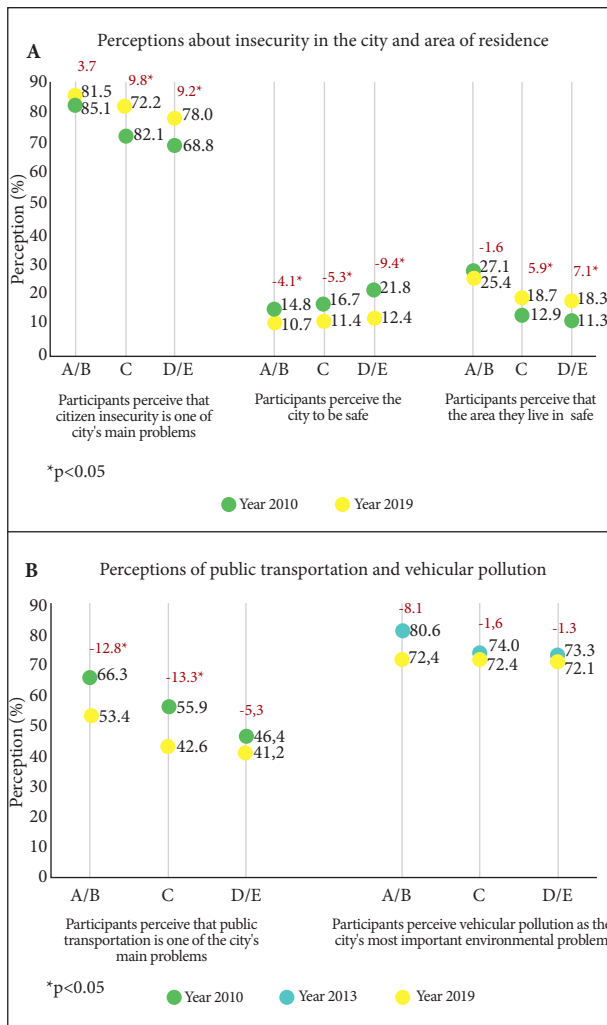 A
Perceptions about insecurity in the city and area of residence
Perception (%)
90
80
70
60
50
40
30
20
10
0
3.7
81.5
85.1
9.8*
72.2
82.1
9.2*
78.0
68.8
-4.1*
14.8
10.7
-5.3*
16.7
11.4
-9.4*
21.8
12.4
-1.6
27.1
25.4
5.9*
18.7
12.9
7.1*
18.3
11.3
A/B C D/E A/B C D/E A/B C D/E
Participants perceive that
citizen insecurity is one of
city's main problems
Participants perceive the
city to be safe
Participants perceive that
the area they live in safe
*p<0.05
Year 2010 Year 2019
B
Perceptions of public transportation and vehicular pollution
Perception (%)
90
80
70
60
50
40
30
20
10
0
-12.8*
66.3
53.4
-13.3*
55.9
42.6
-5,3
46,4
41,2
-8.1
80.6
72,4
-1,6
74.0
72.4
-1.3
73.3
72.1
A/B C D/E A/B C D/E
Participants perceive that public
transportation is one of the city's
main problems
Participants perceive vehicular pollution as the
city's most important environmental problem
*p<0.05
Year 2010 Year 2013 Year 2019